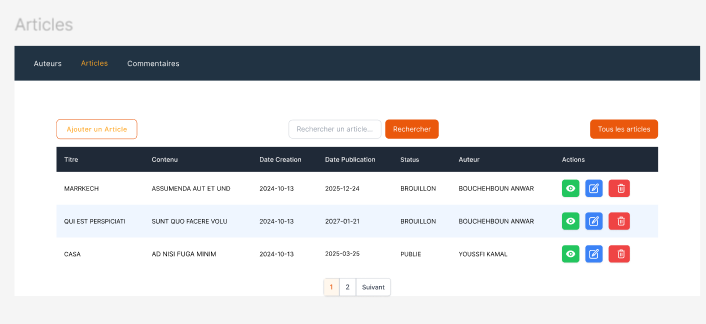 Articles
Auteurs Articles Commentaires
Ajouter un Article Rechercher un article... Rechercher Tous les articles
Titre Contenu Date Creation Date Publication Status Auteur Actions
MARRKECH ASSUMENDA AUT ET UND 2024-10-13 2025-12-24 BROUILLON BOUCHEHBOUN ANWAR
QUI EST PERSPICIATI SUNT QUO FACERE VOLU 2024-10-13 2027-01-21 BROUILLON BOUCHEHBOUN ANWAR
CASA AD NISI FUGA MINIM 2024-10-13 2025-03-25 PUBLIE YOUSSFI KAMAL
1 2 Suivant